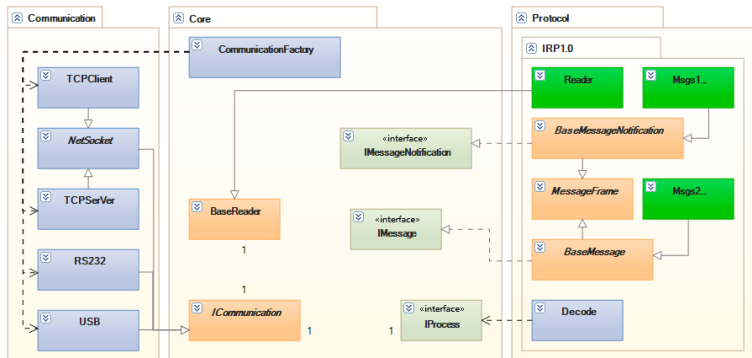 Communication
Core
Protocol
IRP1.0
CommunicationFactory
TCPClient
Reader
Msgs1...
NetSocket
«interface»
IMessageNotification
BaseMessageNotification
TCPSerVer
BaseReader
MessageFrame
Msgs2...
«interface»
IMessage
1
RS232
BaseMessage
1
USB
ICommunication
1
1
«interface»
IProcess
Decode